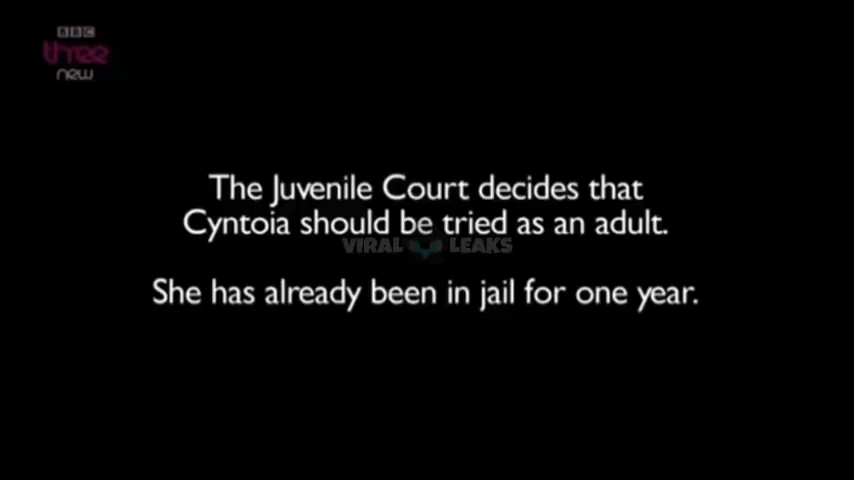 BBC
three
new
The Juvenile Court decides that
Cyntoia should be tried as an adult.
VIRAL LEAKS
She has already been in jail for one year.